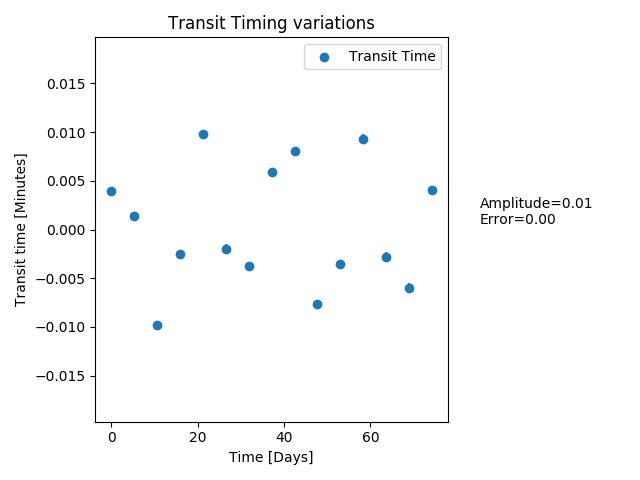 Transit Timing variations
Transit Time
0.015
0.010
0.005
0.000
−0.005
−0.010
−0.015
Transit time [Minutes]
0
20
40
60
Time [Days]
Amplitude=0.01
Error=0.00